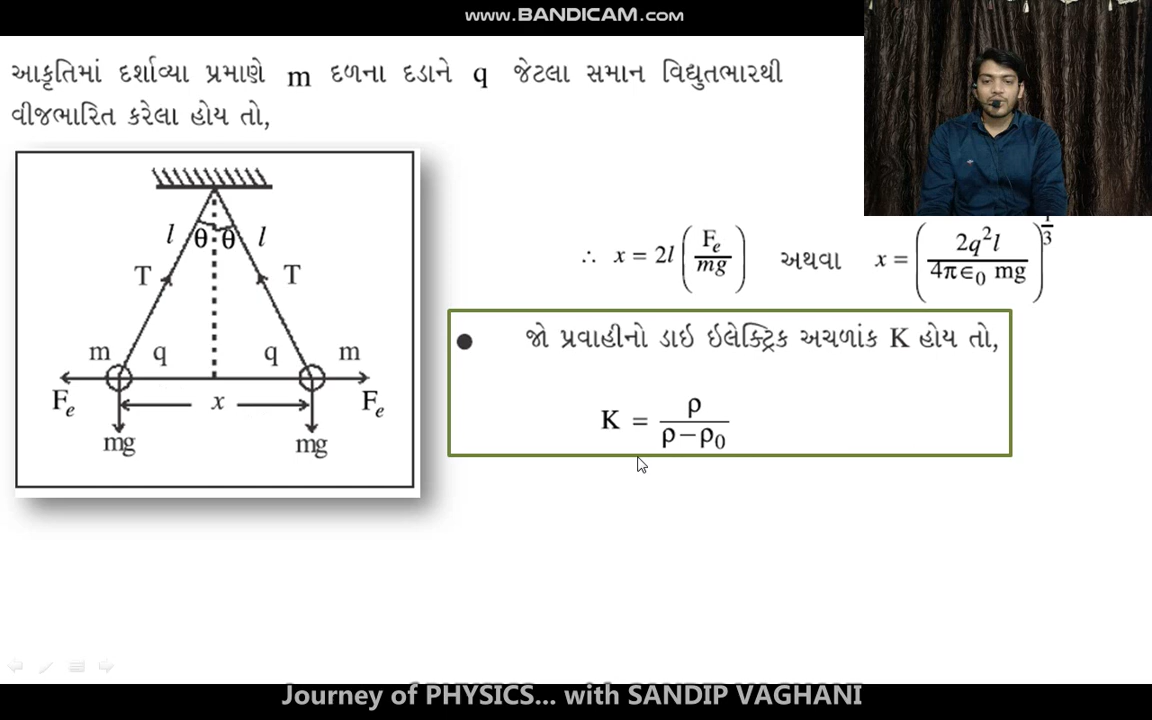 www.BANDICAM.com
આકૃતિમાં દર્શાવ્યા પ્રમાણે m દળના દડાને q જેટલા સમાન વિદ્યુતભારથી
વીજભારિત કરેલા હોય તો,
l θ θ l
T T
m q q m
Fₑ x Fₑ
mg mg
∴ x = 2l (Fₑ/mg) અથવા x = (2q²l / 4π∈₀ mg)^(1/3)
● જો પ્રવાહીનો ડાઇ ઇલેક્ટ્રિક અચળાંક K હોય તો,
K = ρ / (ρ−ρ₀)
Journey of PHYSICS... with SANDIP VAGHANI